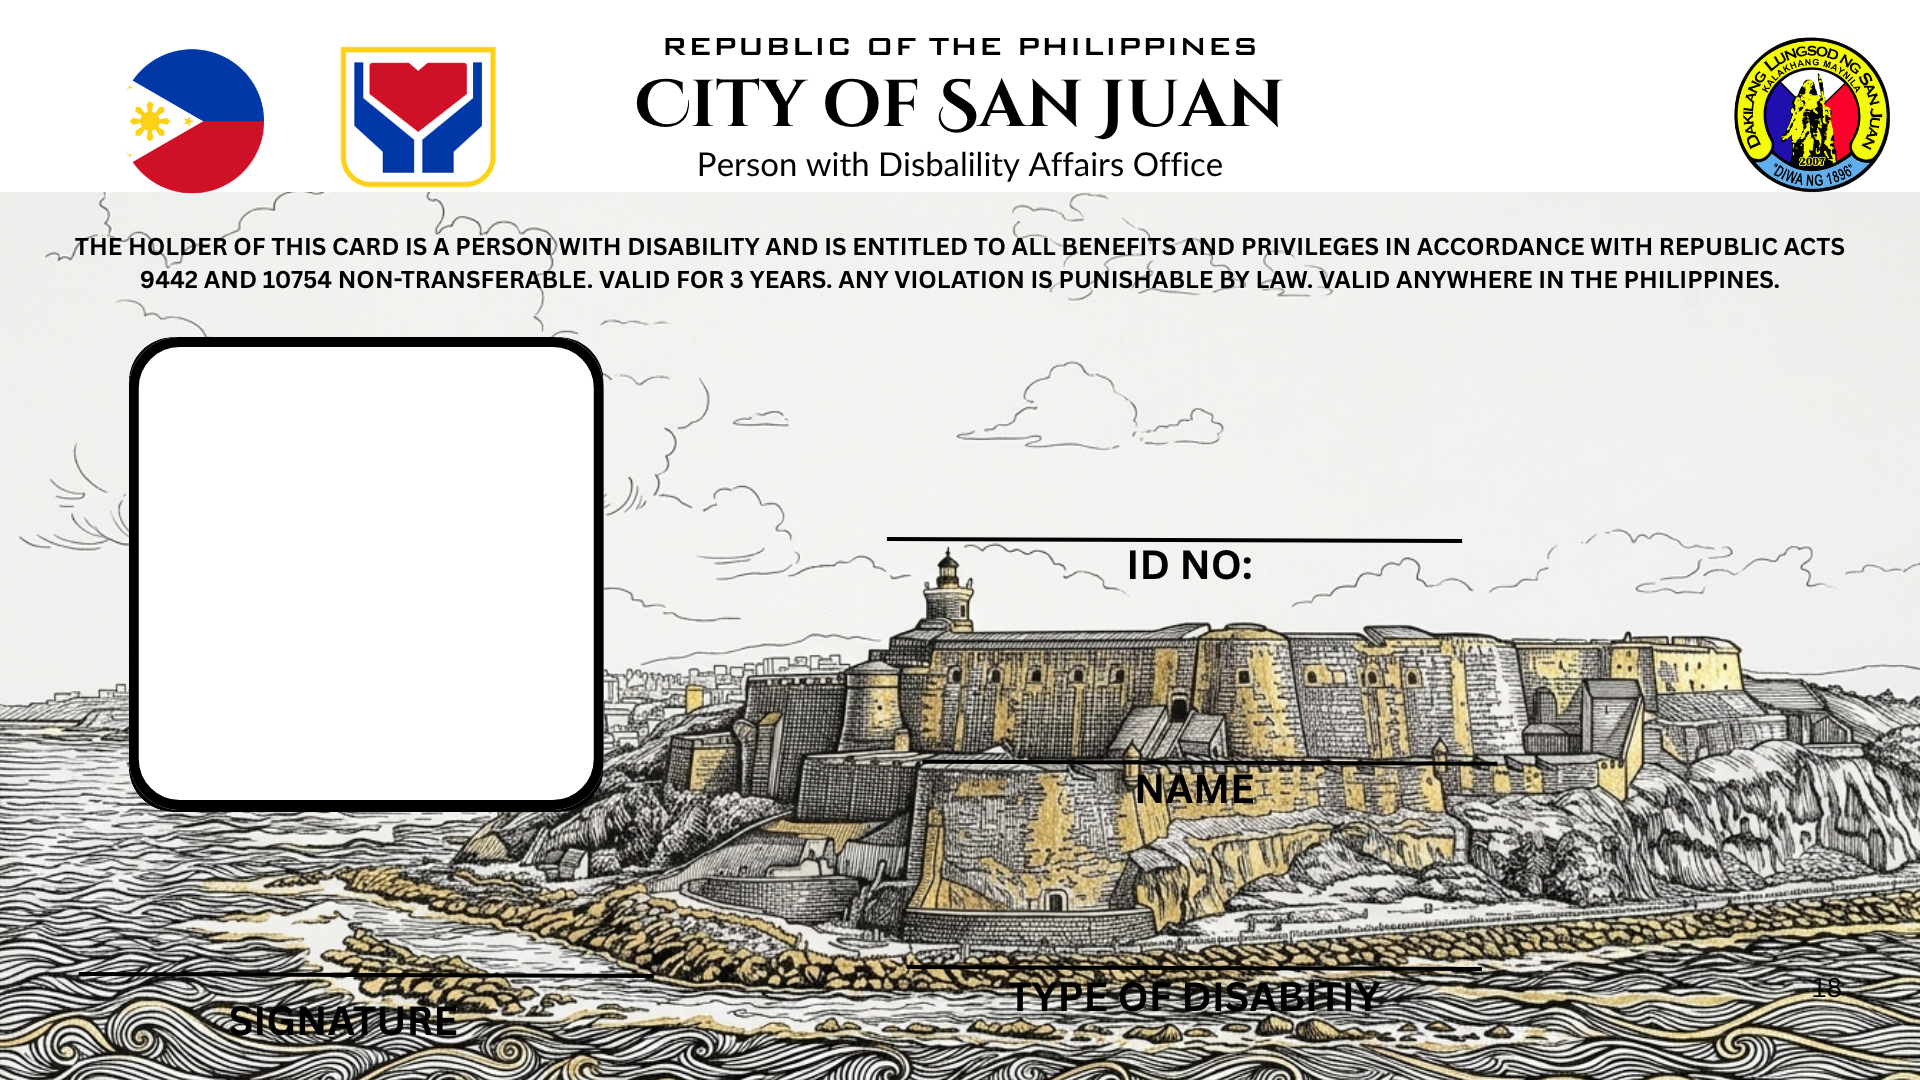 REPUBLIC OF THE PHILIPPINES
CITY OF SAN JUAN
Person with Disbalility Affairs Office
DAKILANG LUNGSOD NG SAN JUAN
KALAKHANG MAYNILA
2007
"DIWA NG 1896"
THE HOLDER OF THIS CARD IS A PERSON WITH DISABILITY AND IS ENTITLED TO ALL BENEFITS AND PRIVILEGES IN ACCORDANCE WITH REPUBLIC ACTS
9442 AND 10754 NON-TRANSFERABLE. VALID FOR 3 YEARS. ANY VIOLATION IS PUNISHABLE BY LAW. VALID ANYWHERE IN THE PHILIPPINES.
ID NO:
NAME
TYPE OF DISABITIY
18
SIGNATURE